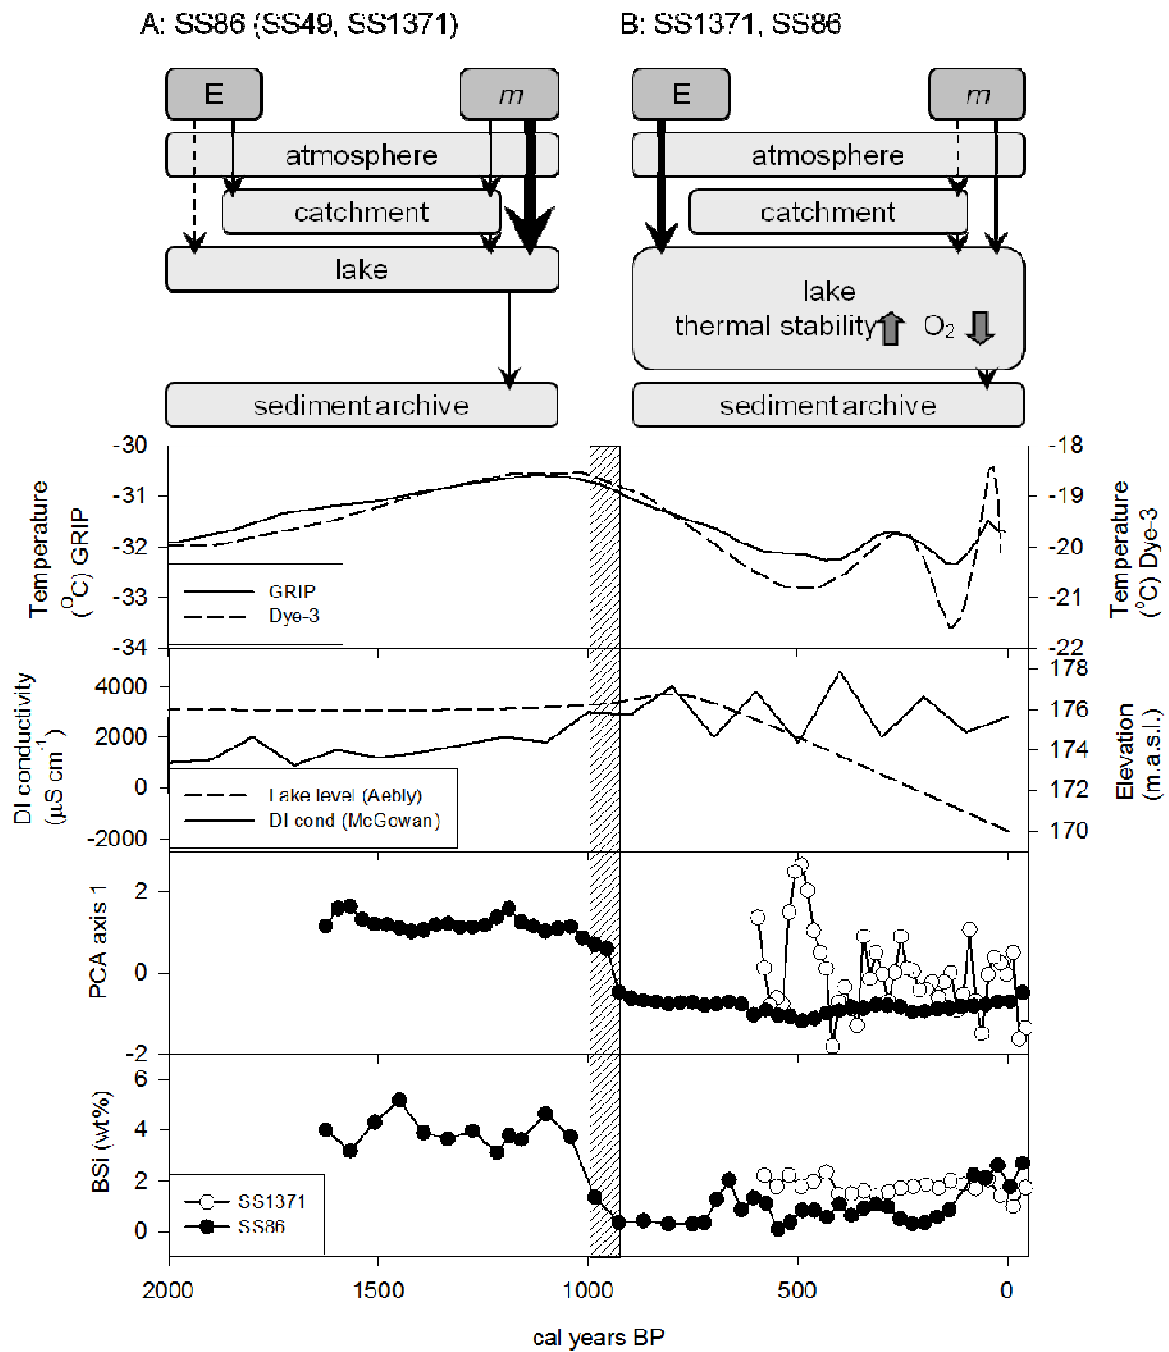 A: SS86 (SS49, SS1371)
B: SS1371, SS86
E
m
E
m
atmosphere
atmosphere
catchment
catchment
lake
lake
thermal stability O₂
sediment archive
sediment archive
Temperature
(°C) GRIP
-30
-31
-32
-33
-34
GRIP
Dye-3
-18
-19
-20
-21
-22
Temperature
(°C) Dye-3
DI conductivity
(µS cm⁻¹)
4000
2000
0
-2000
Lake level (Aebly)
DI cond (McGowan)
178
176
174
172
170
Elevation
(m.a.s.l.)
PCA axis 1
2
0
-2
BSi (wt%)
6
4
2
0
SS1371
SS86
2000
1500
1000
500
0
cal years BP